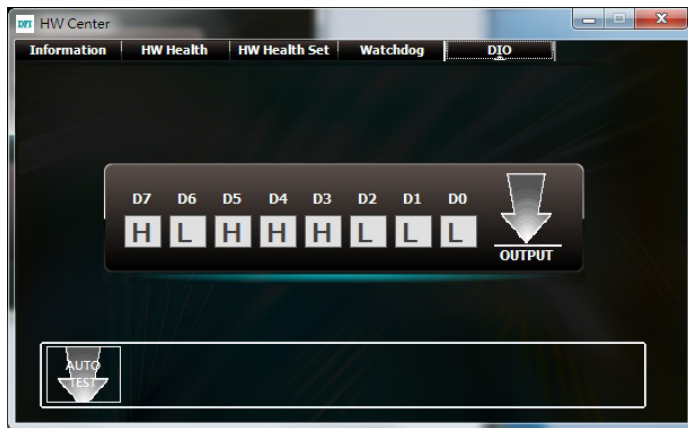 DFI HW Center
Information HW Health HW Health Set Watchdog DIO
D7 D6 D5 D4 D3 D2 D1 D0
H L H H H L L L
OUTPUT
AUTO
TEST